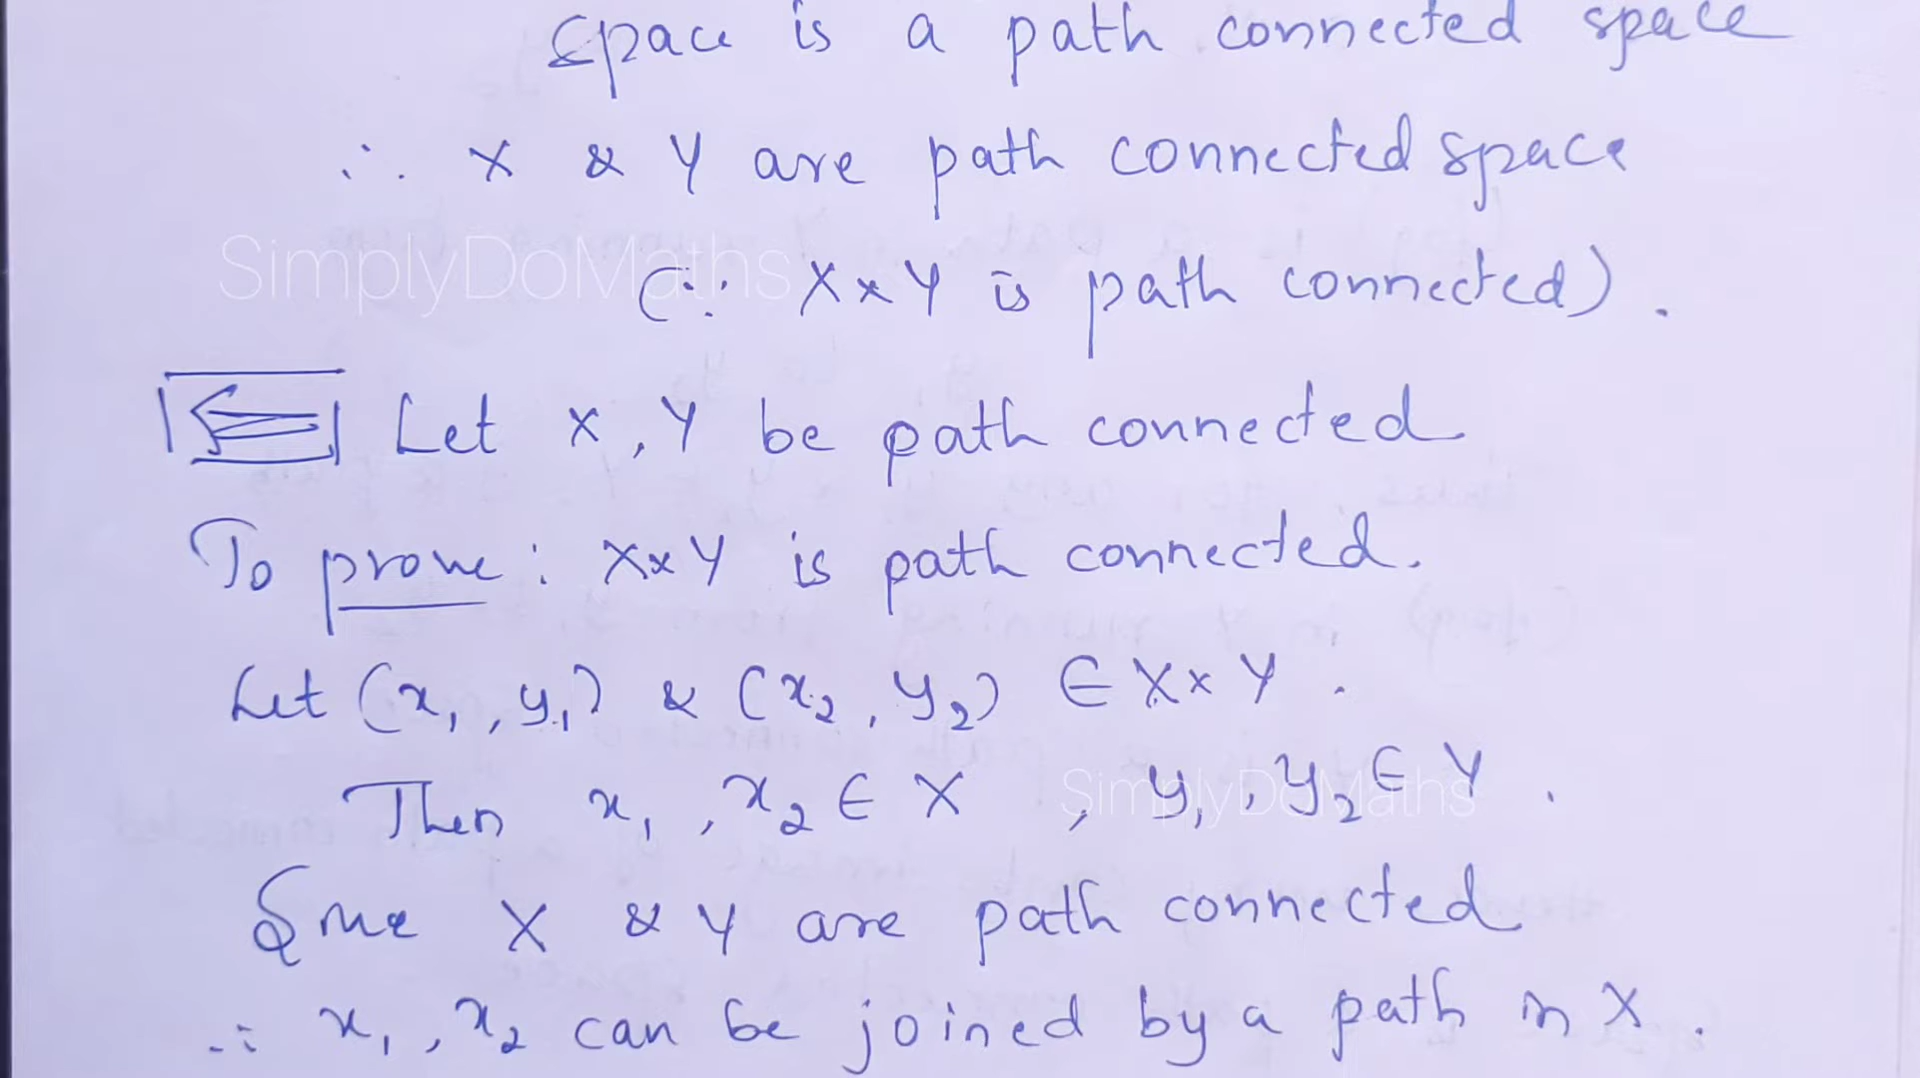 space is a path connected space
∴ X & Y are path connected space
SimplyDoMaths
(∵ X×Y is path connected).
⇐ Let X, Y be path connected
To prove: X×Y is path connected.
Let (x₁, y₁) & (x₂, y₂) ∈ X×Y.
Then x₁, x₂ ∈ X , y₁, y₂ ∈ Y.
SimplyDoMaths
Since X & Y are path connected
∴ x₁, x₂ can be joined by a path in X.